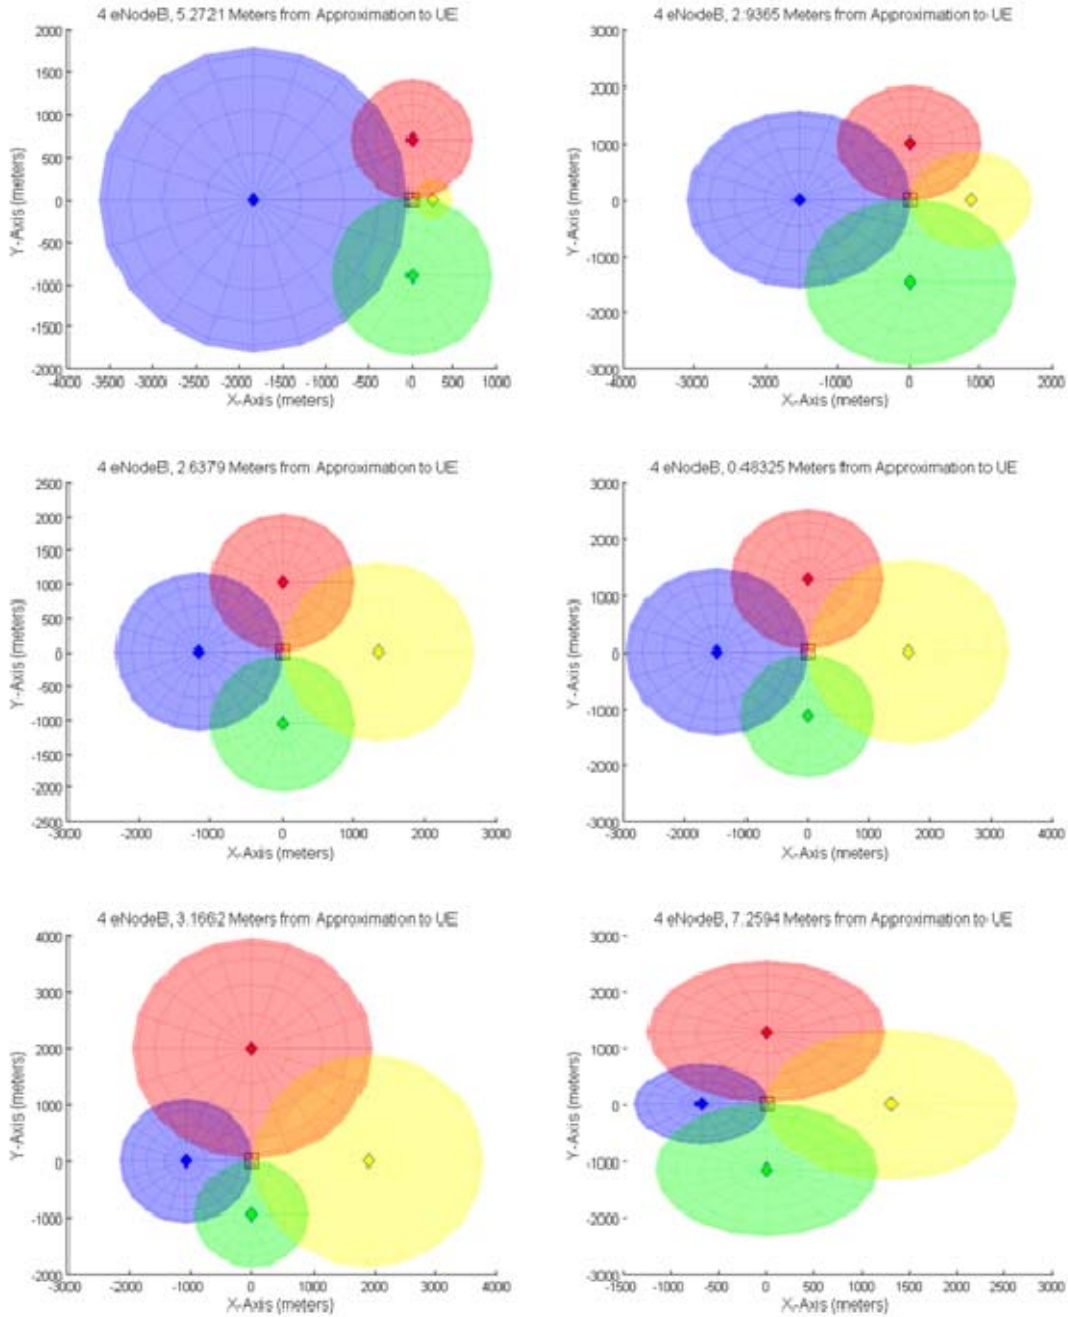 4 eNodeB, 5.2721 Meters from Approximation to UE
2000
1500
1000
500
0
-500
-1000
-1500
-2000
Y-Axis (meters)
-4000 -3500 -3000 -2500 -2000 -1500 -1000 -500 0 500 1000
X-Axis (meters)
4 eNodeB, 2.9365 Meters from Approximation to UE
3000
2000
1000
0
-1000
-2000
-3000
Y-Axis (meters)
-4000 -3000 -2000 -1000 0 1000 2000
X-Axis (meters)
4 eNodeB, 2.6379 Meters from Approximation to UE
2500
2000
1500
1000
500
0
-500
-1000
-1500
-2000
-2500
Y-Axis (meters)
-3000 -2000 -1000 0 1000 2000 3000
X-Axis (meters)
4 eNodeB, 0.48325 Meters from Approximation to UE
3000
2000
1000
0
-1000
-2000
-3000
Y-Axis (meters)
-3000 -2000 -1000 0 1000 2000 3000 4000
X-Axis (meters)
4 eNodeB, 3.1662 Meters from Approximation to UE
4000
3000
2000
1000
0
-1000
-2000
Y-Axis (meters)
-3000 -2000 -1000 0 1000 2000 3000 4000
X-Axis (meters)
4 eNodeB, 7.2594 Meters from Approximation to UE
3000
2000
1000
0
-1000
-2000
-3000
Y-Axis (meters)
-1500 -1000 -500 0 500 1000 1500 2000 2500 3000
X-Axis (meters)